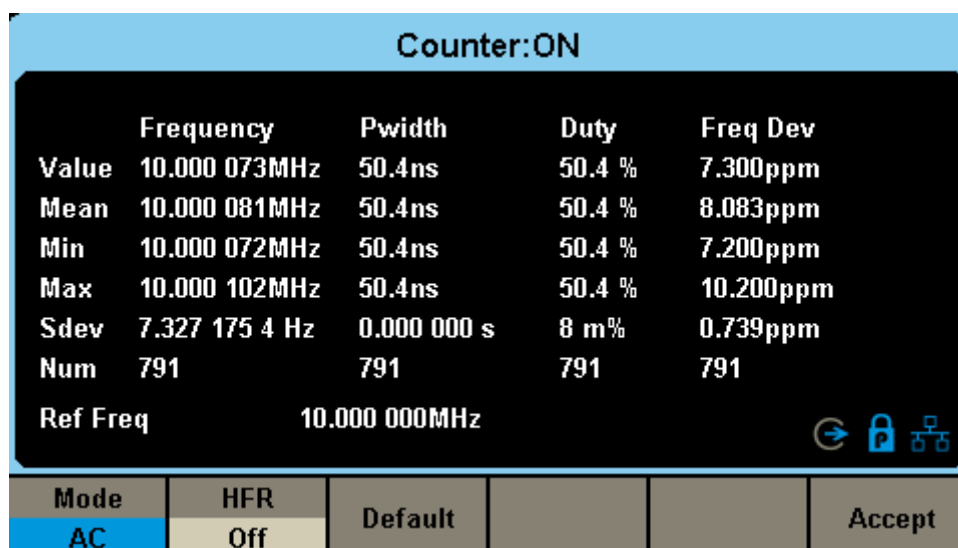 Counter:ON
Frequency Pwidth Duty Freq Dev
Value 10.000 073MHz 50.4ns 50.4 % 7.300ppm
Mean 10.000 081MHz 50.4ns 50.4 % 8.083ppm
Min 10.000 072MHz 50.4ns 50.4 % 7.200ppm
Max 10.000 102MHz 50.4ns 50.4 % 10.200ppm
Sdev 7.327 175 4 Hz 0.000 000 s 8 m% 0.739ppm
Num 791 791 791 791
Ref Freq 10.000 000MHz
P
Mode HFR Default Accept
AC Off